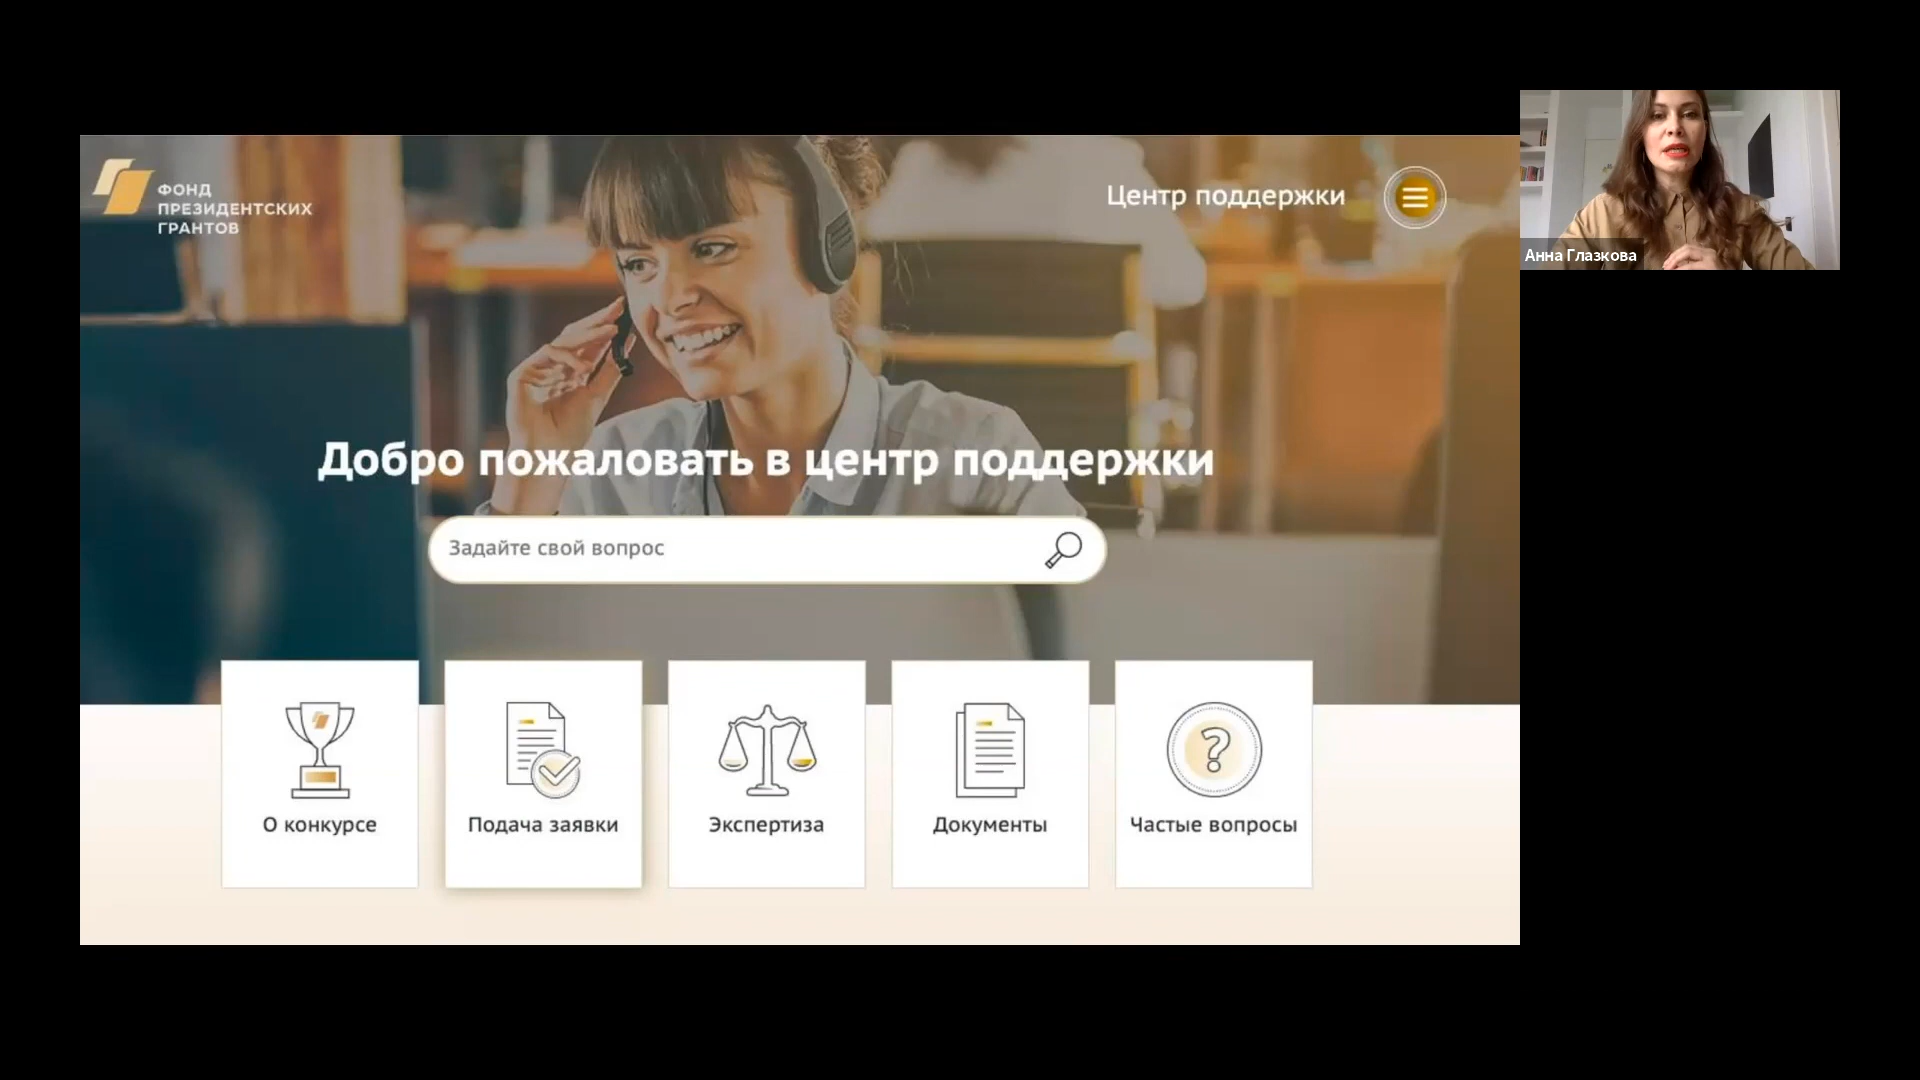 ФОНД
ПРЕЗИДЕНТСКИХ
ГРАНТОВ
Центр поддержки
Анна Глазкова
Добро пожаловать в центр поддержки
Задайте свой вопрос
О конкурсе
Подача заявки
Экспертиза
Документы
Частые вопросы